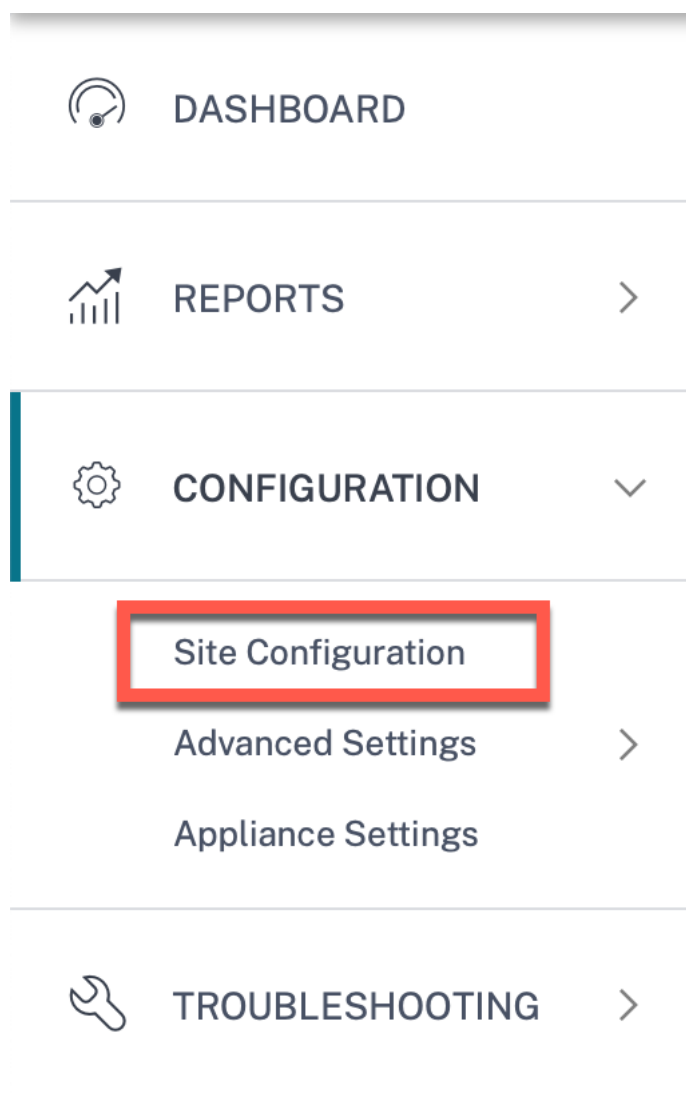 DASHBOARD
REPORTS
CONFIGURATION
Site Configuration
Advanced Settings
Appliance Settings
TROUBLESHOOTING